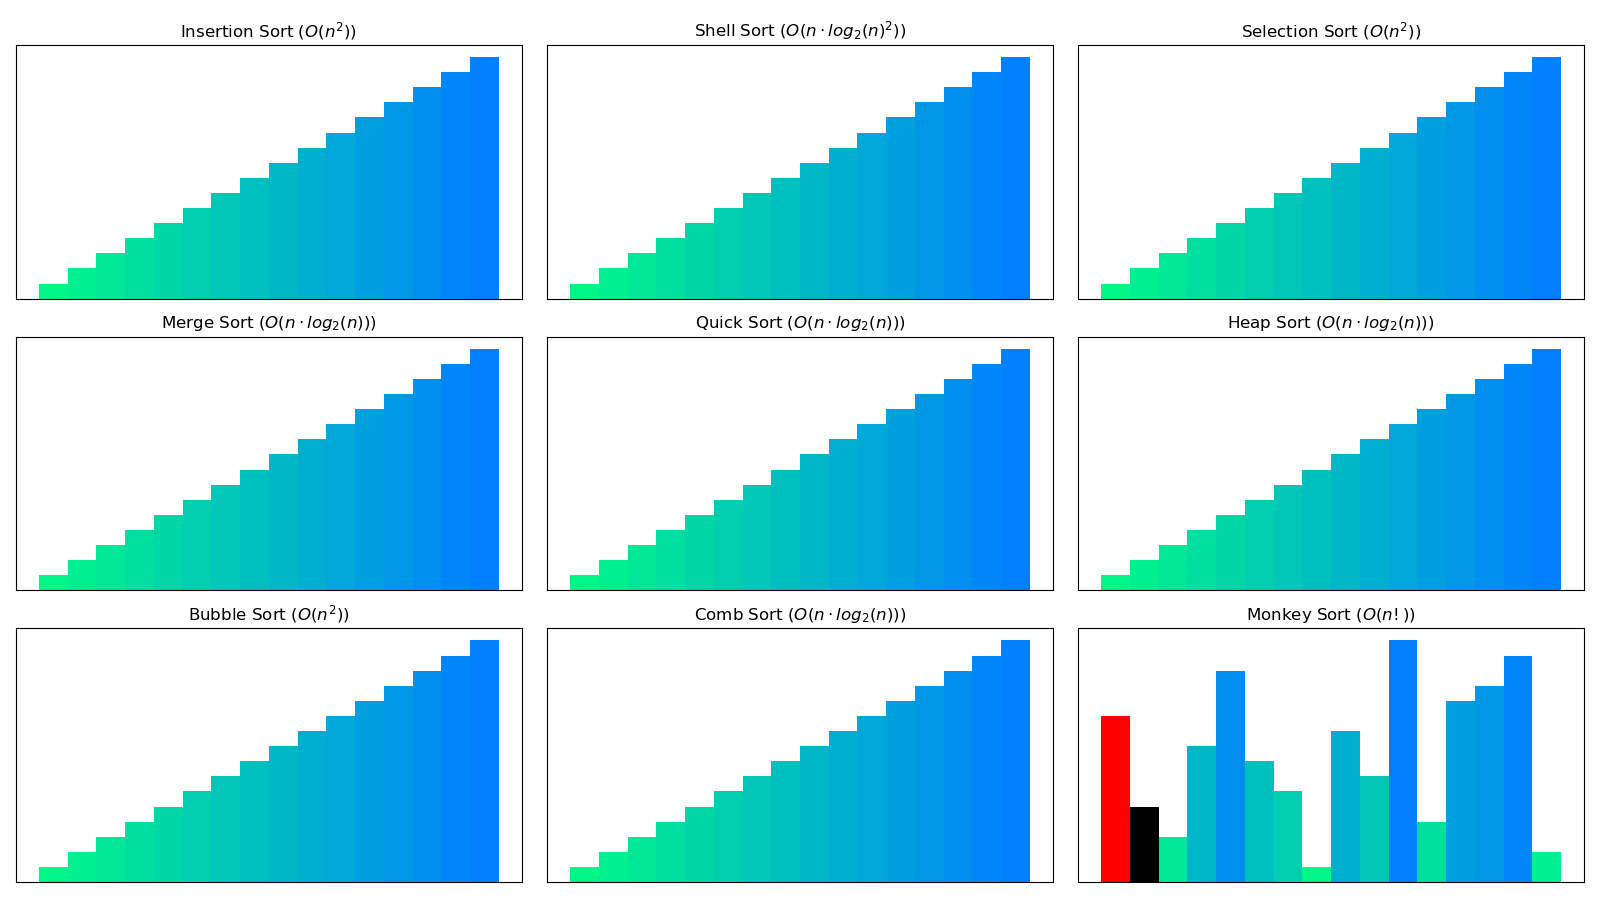 Insertion Sort (O(n²))
Shell Sort (O(n · log₂(n)²))
Selection Sort (O(n²))
Merge Sort (O(n · log₂(n)))
Quick Sort (O(n · log₂(n)))
Heap Sort (O(n · log₂(n)))
Bubble Sort (O(n²))
Comb Sort (O(n · log₂(n)))
Monkey Sort (O(n!))